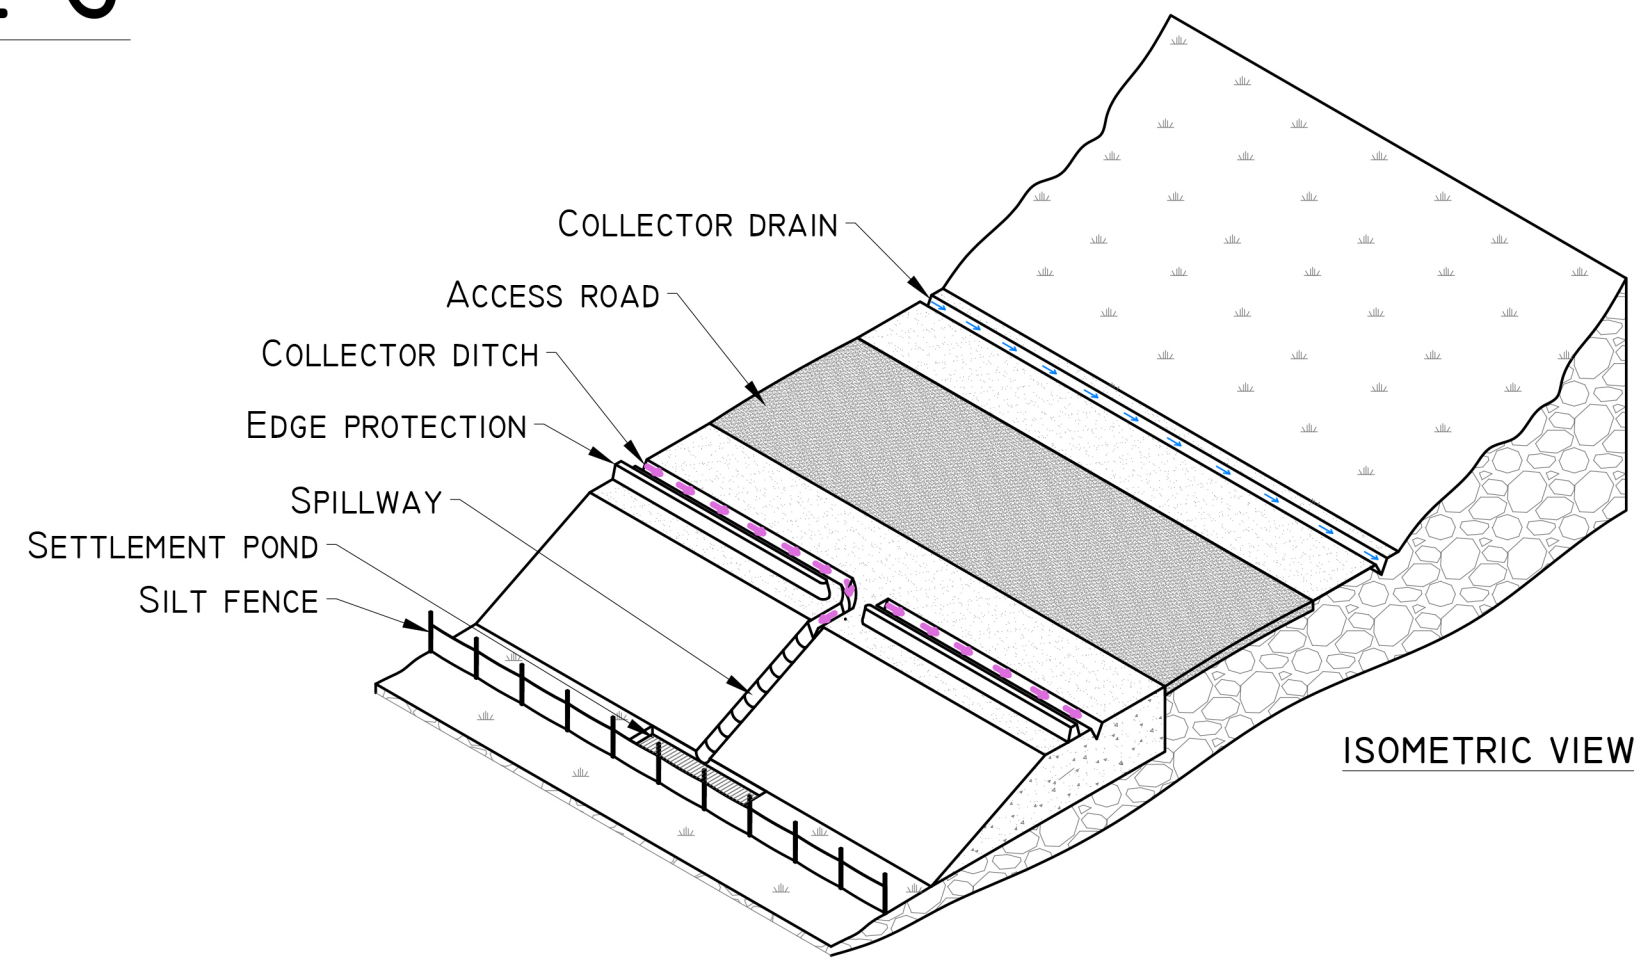 COLLECTOR DRAIN
ACCESS ROAD
COLLECTOR DITCH
EDGE PROTECTION
SPILLWAY
SETTLEMENT POND
SILT FENCE
ISOMETRIC VIEW